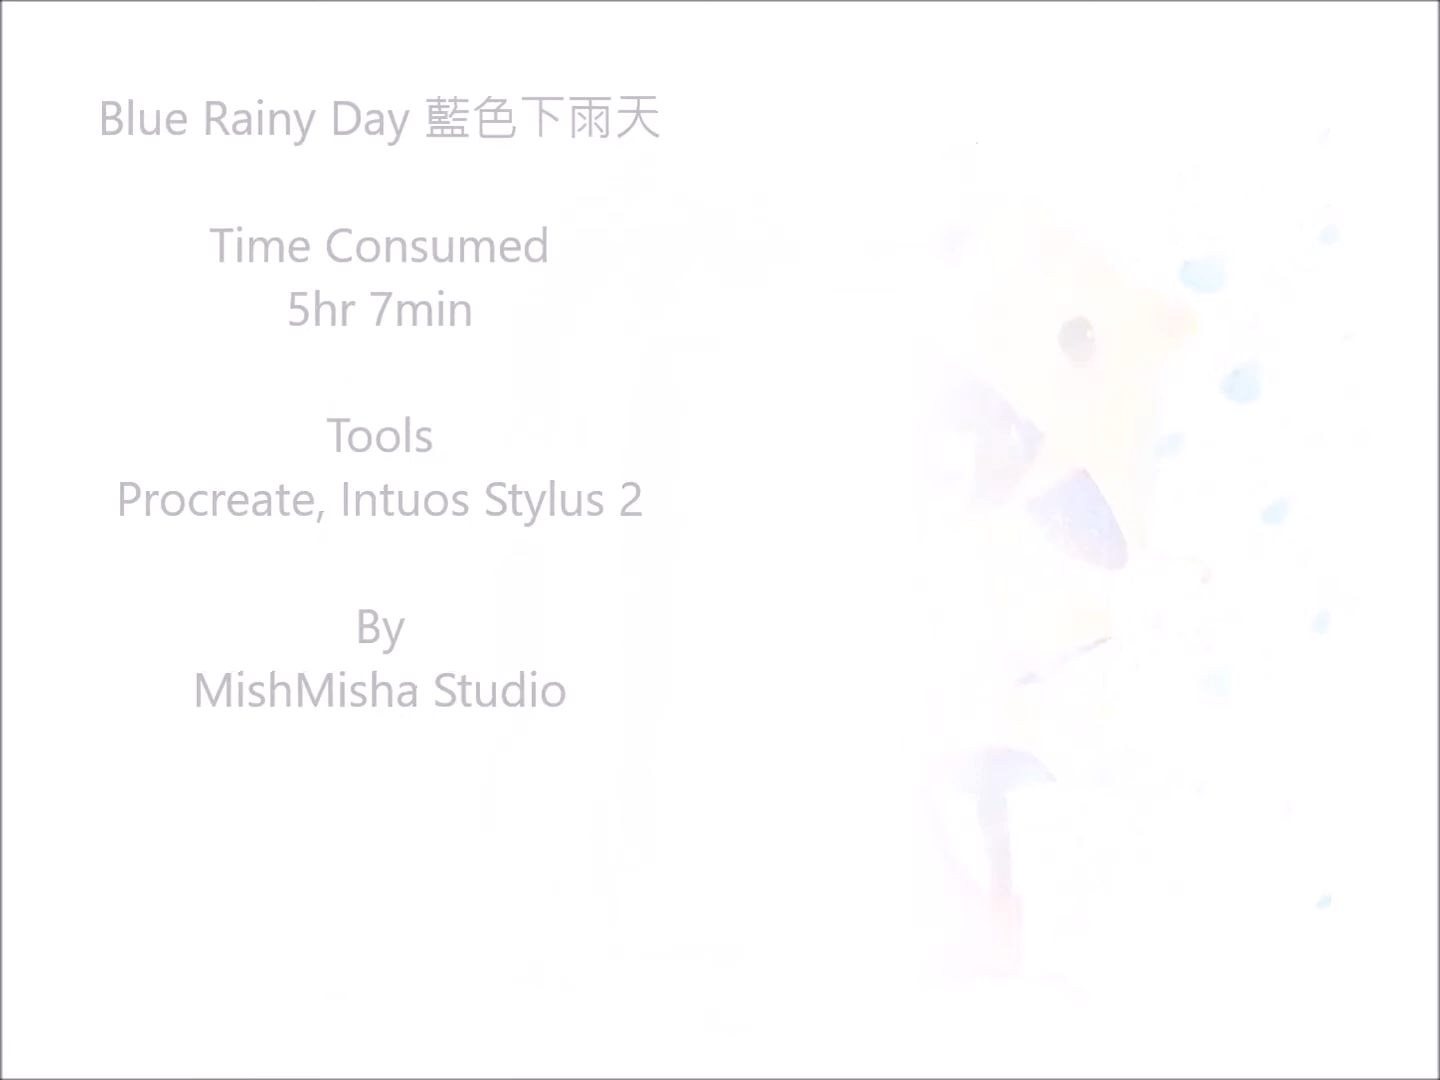 Blue Rainy Day 藍色下雨天
Time Consumed
5hr 7min
Tools
Procreate, Intuos Stylus 2
By
MishMisha Studio